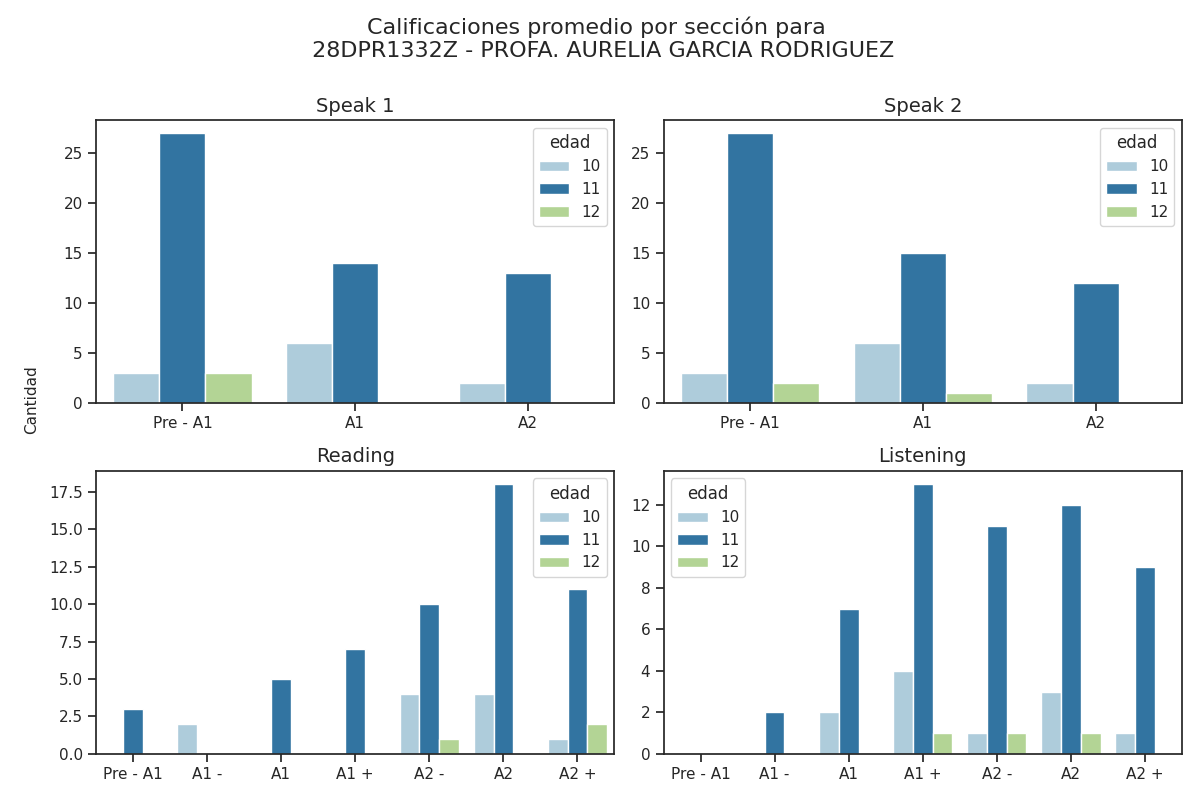 Calificaciones promedio por sección para
28DPR1332Z - PROFA. AURELIA GARCIA RODRIGUEZ
Speak 1
25
20
15
10
5
0
Pre - A1
A1
A2
edad
10
11
12
Speak 2
25
20
15
10
5
0
Pre - A1
A1
A2
edad
10
11
12
Cantidad
Reading
17.5
15.0
12.5
10.0
7.5
5.0
2.5
0.0
Pre - A1
A1 -
A1
A1 +
A2 -
A2
A2 +
edad
10
11
12
Listening
12
10
8
6
4
2
0
Pre - A1
A1 -
A1
A1 +
A2 -
A2
A2 +
edad
10
11
12